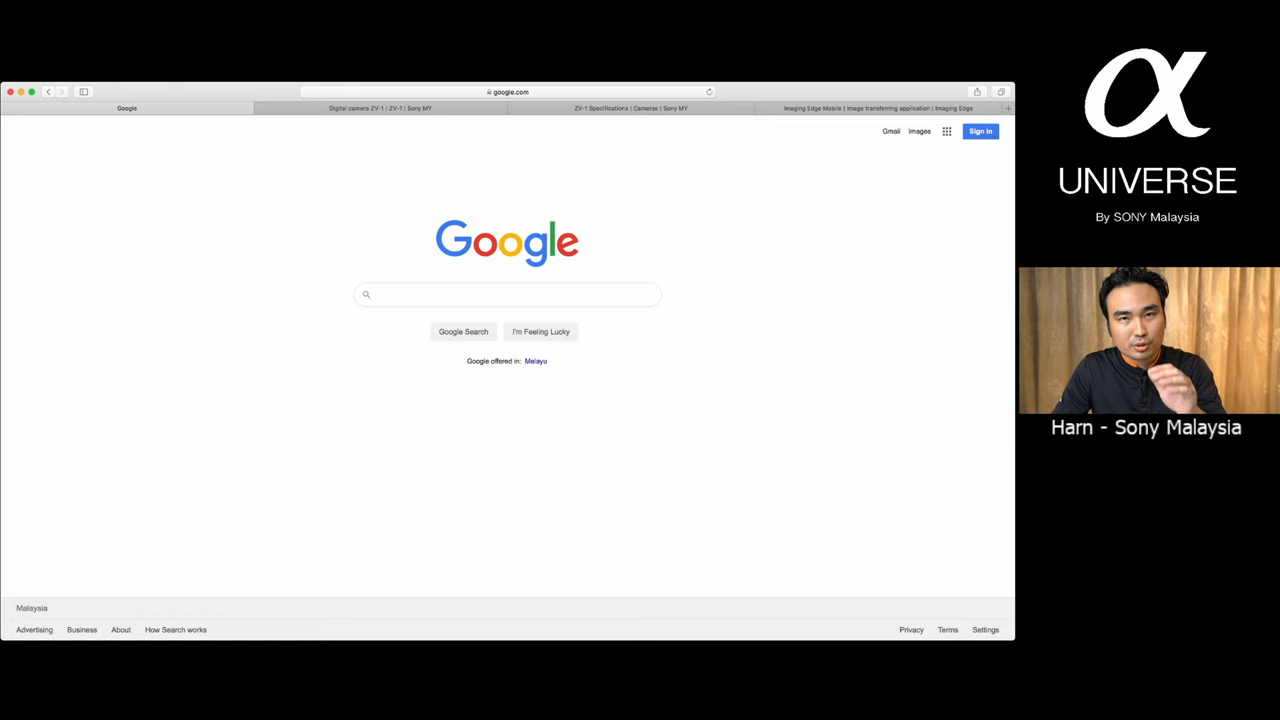 google.com
Google
Digital camera ZV-1 | ZV-1 | Sony MY
ZV-1 Specifications | Cameras | Sony MY
Imaging Edge Mobile | Image transferring application | Imaging Edge
Gmail
Images
Sign in
Google
Google Search
I'm Feeling Lucky
Google offered in: Melayu
Malaysia
Advertising
Business
About
How Search works
Privacy
Terms
Settings
α
UNIVERSE
By SONY Malaysia
Harn - Sony Malaysia